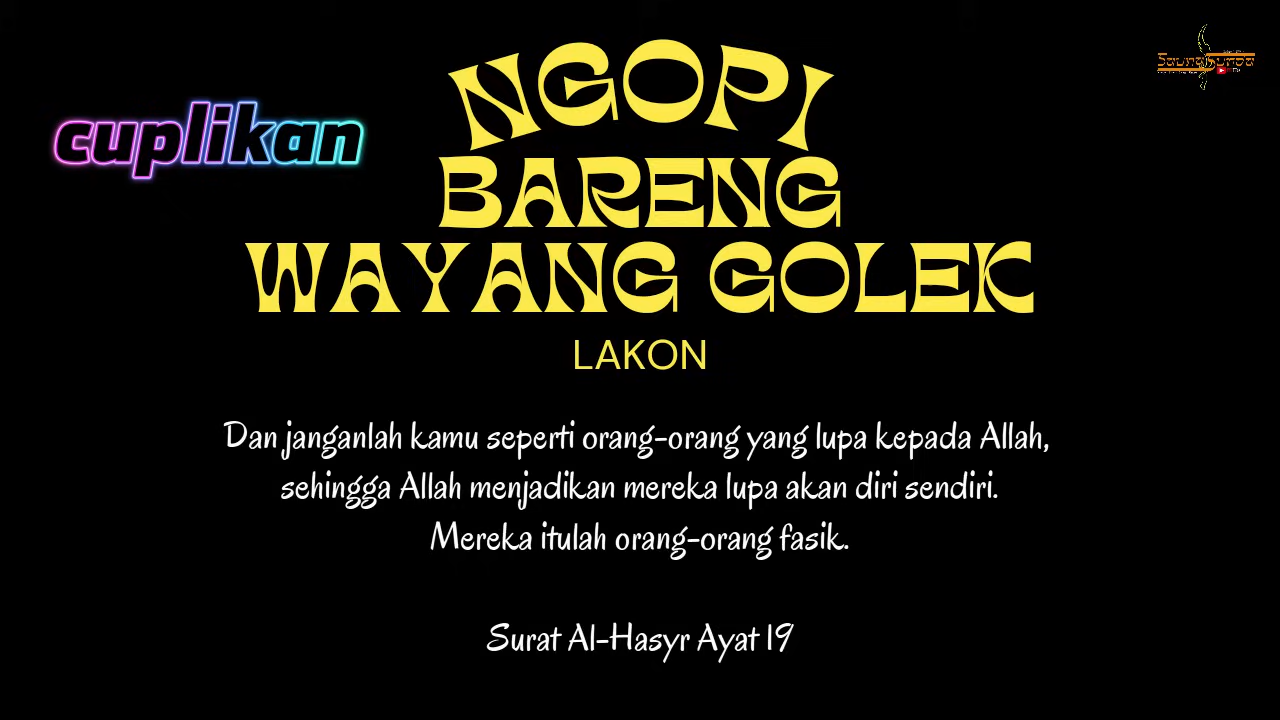 NGOPI
BARENG
WAYANG GOLEK
cuplikan
LAKON
Dan janganlah kamu seperti orang-orang yang lupa kepada Allah,
sehingga Allah menjadikan mereka lupa akan diri sendiri.
Mereka itulah orang-orang fasik.
Surat Al-Hasyr Ayat 19